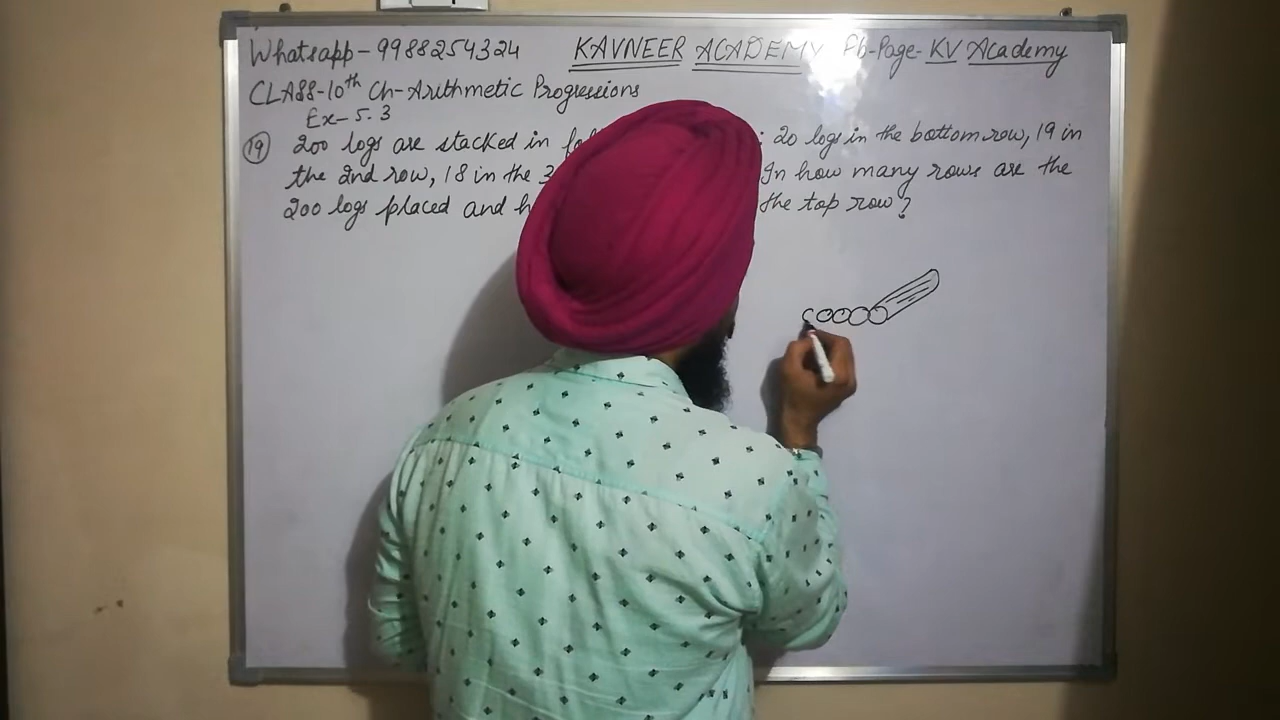 Whatsapp-9988254324 KAVNEER ACADEMY fb-Page-KV Academy
CLASS-10th Ch-Arithmetic Progressions
Ex-5.3
19 200 logs are stacked in : 20 logs in the bottom row, 19 in
the 2nd row, 18 in the In how many rows are the
200 logs placed and the top row?